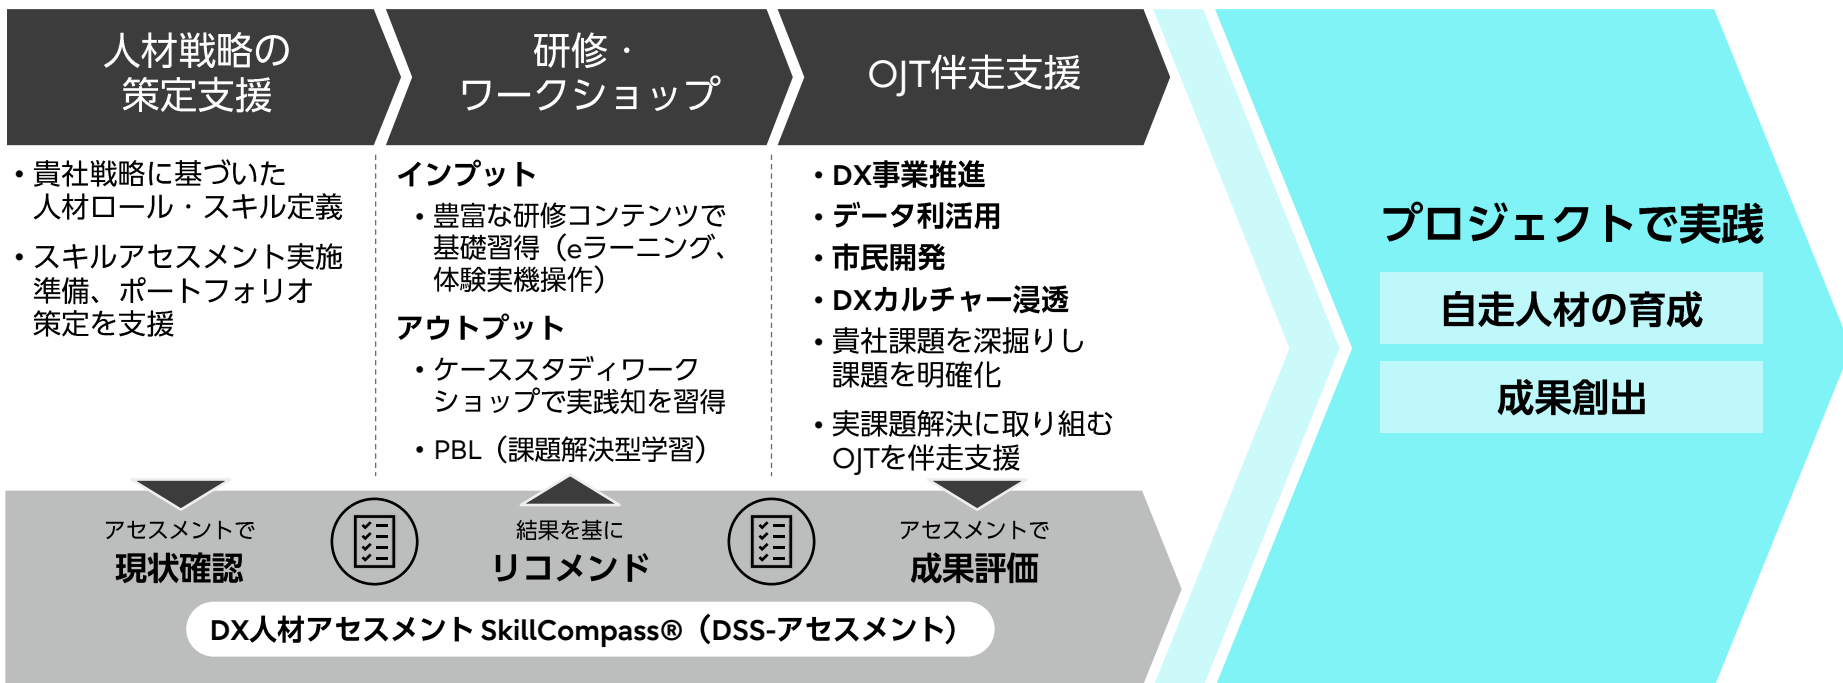 人材戦略の
策定支援
・貴社戦略に基づいた
人材ロール・スキル定義
・スキルアセスメント実施
準備、ポートフォリオ
策定を支援
研修・
ワークショップ
インプット
・豊富な研修コンテンツで
基礎習得（eラーニング、
体験実機操作）
アウトプット
・ケーススタディワーク
ショップで実践知を習得
・PBL（課題解決型学習）
OJT伴走支援
・DX事業推進
・データ利活用
・市民開発
・DXカルチャー浸透
・貴社課題を深掘りし
課題を明確化
・実課題解決に取り組む
OJTを伴走支援
アセスメントで
現状確認
結果を基に
リコメンド
アセスメントで
成果評価
DX人材アセスメント SkillCompass®（DSS-アセスメント）
プロジェクトで実践
自走人材の育成
成果創出